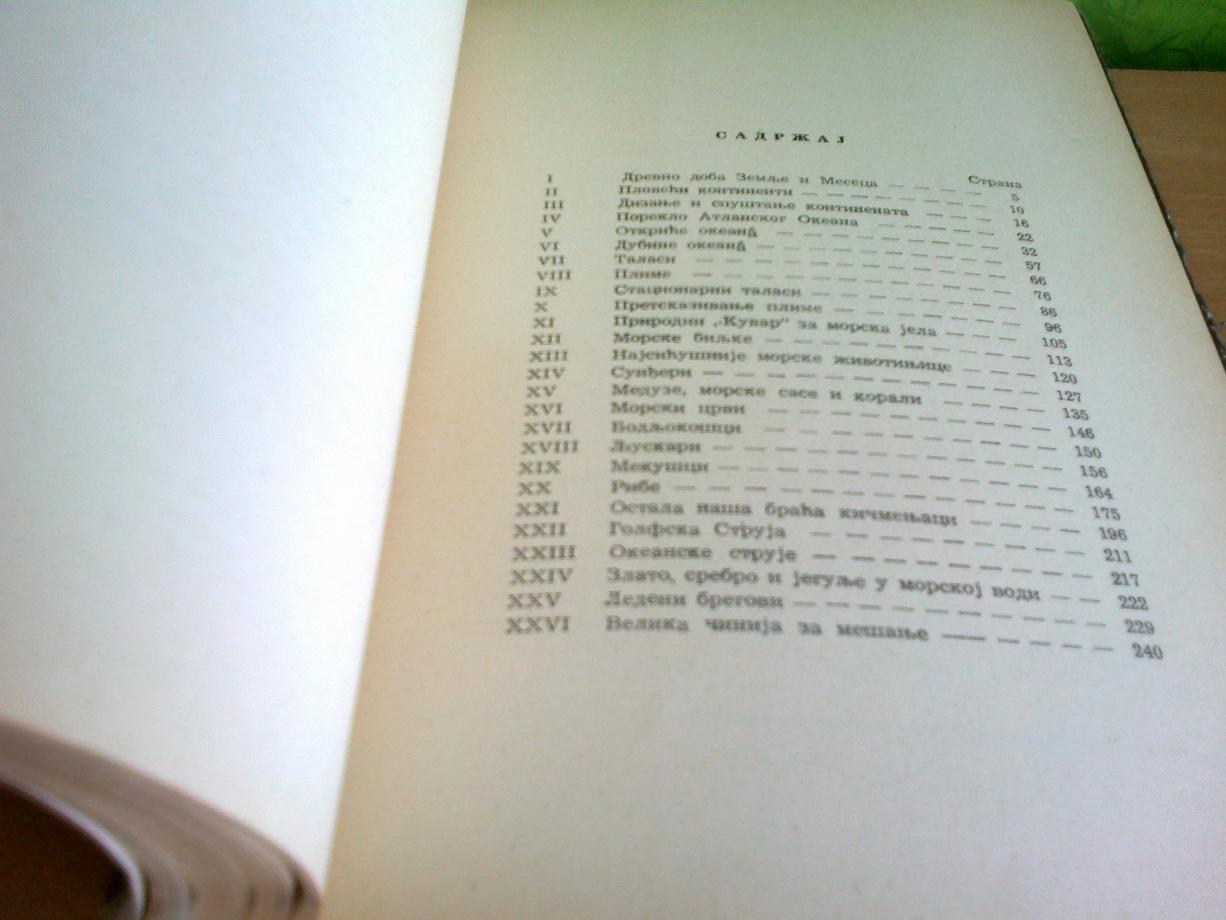 САДРЖАЈ
Страна
I Древно доба Земље и Месеца — — — — 5
II Пловећи континенти — — — — — — — 10
III Дизање и спуштање континената — — — — 16
IV Порекло Атланског Океана — — — — — 22
V Откриће океана — — — — — — — — 32
VI Дубине океана — — — — — — — — — 57
VII Таласи — — — — — — — — — — — 66
VIII Плиме — — — — — — — — — — — 76
IX Стационарни таласи — — — — — — — 86
X Претсказивање плиме — — — — — — — 96
XI Природин „Кувар” за морска јела — — — — 105
XII Морске биљке — — — — — — — — — 113
XIII Најсићушније морске животињице — — — — 120
XIV Сунђери — — — — — — — — — — — 127
XV Медузе, морске сасе и корали — — — — — 135
XVI Морски црви — — — — — — — — — 146
XVII Бодљокошци — — — — — — — — — 150
XVIII Љускари — — — — — — — — — — 156
XIX Мекушци — — — — — — — — — — 164
XX Рибе — — — — — — — — — — — 175
XXI Остала наша браћа кичмењаци — — — — 196
XXII Голфска Струја — — — — — — — — 211
XXIII Океанске струје — — — — — — — — 217
XXIV Злато, сребро и јегуље у морској води — — 222
XXV Ледени брегови — — — — — — — — 229
XXVI Велика чинија за мешање — — — — — 240